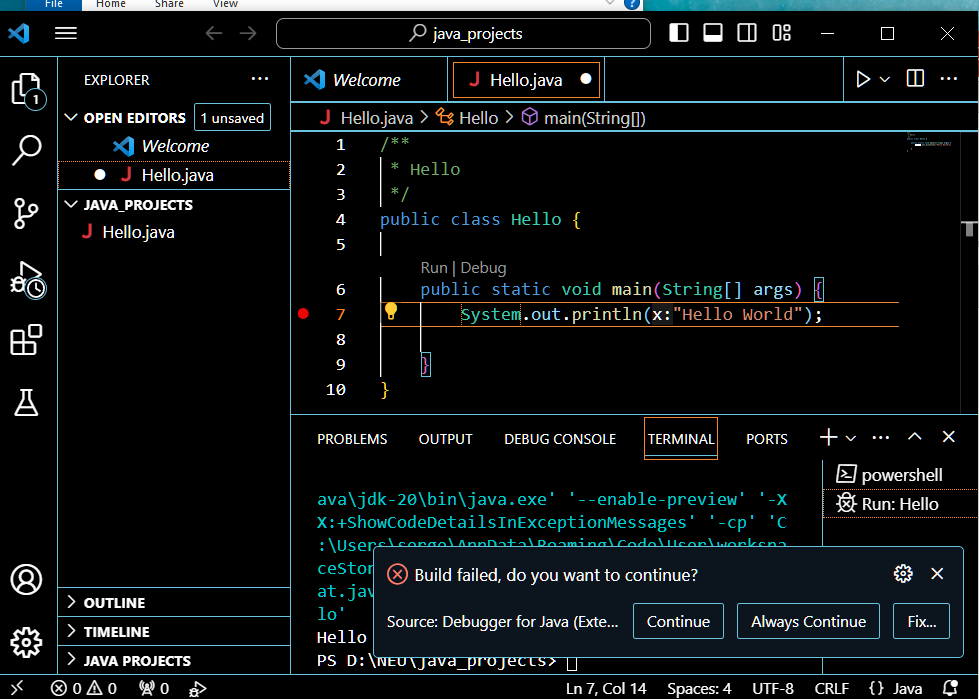 File Home Share View
java_projects
EXPLORER
OPEN EDITORS 1 unsaved
Welcome
Hello.java
JAVA_PROJECTS
Hello.java
OUTLINE
TIMELINE
JAVA PROJECTS
1
Welcome
Hello.java
Hello.java > Hello > main(String[])
1 /**
2 * Hello
3 */
4 public class Hello {
5
Run | Debug
6 public static void main(String[] args) {
7 System.out.println(x:"Hello World");
8
9 }
10 }
PROBLEMS OUTPUT DEBUG CONSOLE TERMINAL PORTS
ava\jdk-20\bin\java.exe' '--enable-preview' '-X
X:+ShowCodeDetailsInExceptionMessages' '-cp' 'C
:\Users\serge\AppData\Roaming\Code\User\workspa
ceStor
at.jav
lo'
Hello
PS D:\NEU\java_projects>
powershell
Run: Hello
Build failed, do you want to continue?
Source: Debugger for Java (Exte...
Continue
Always Continue
Fix...
0 0 0
Ln 7, Col 14 Spaces: 4 UTF-8 CRLF {} Java